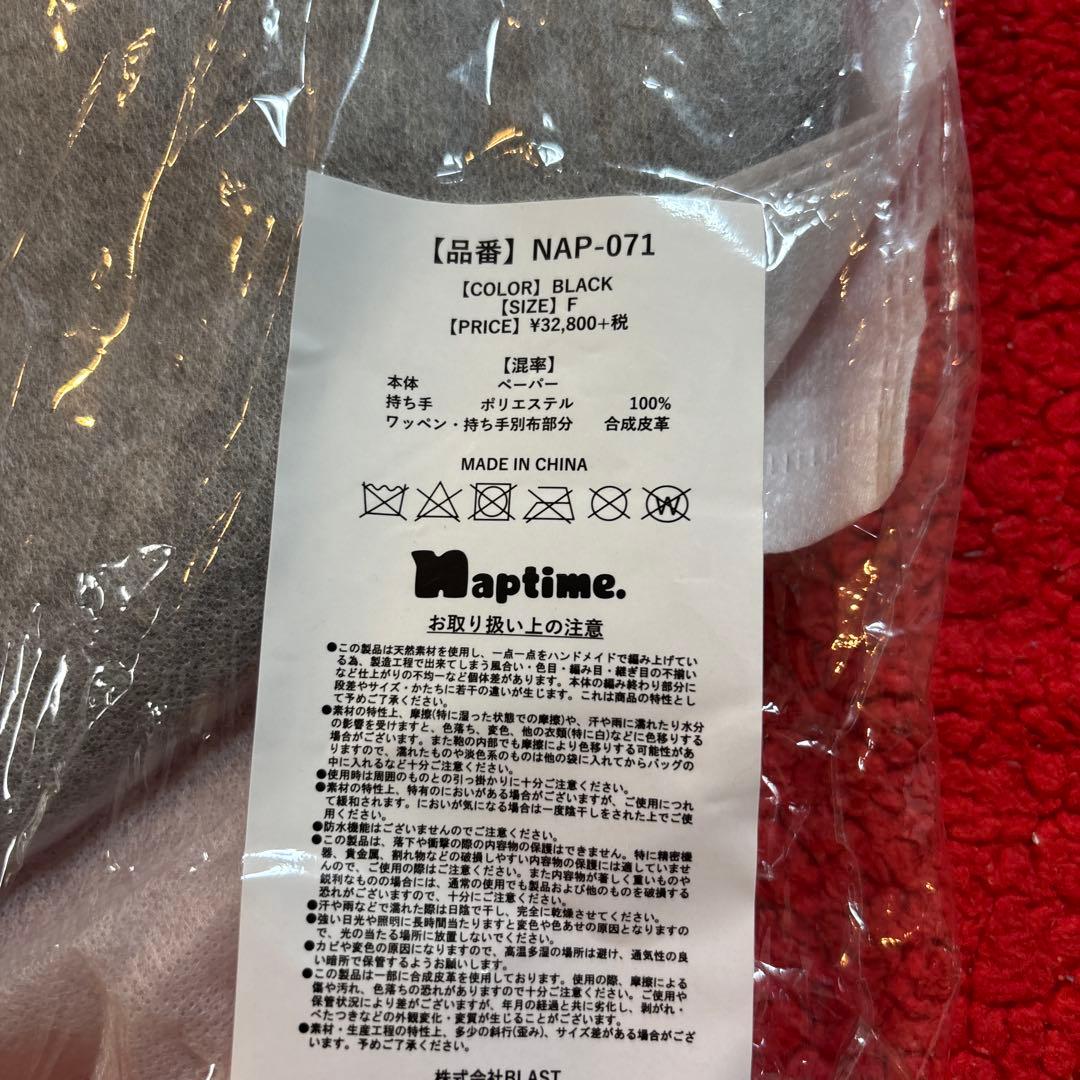 【品番】NAP-071
【COLOR】BLACK
【SIZE】F
【PRICE】¥32,800+税
【混率】
本体 ペーパー
持ち手 ポリエステル 100%
ワッペン・持ち手別布部分 合成皮革
MADE IN CHINA
W
Naptime.
お取り扱い上の注意
●この製品は天然素材を使用し、一点一点をハンドメイドで編み上げてい
る為、製造工程で出来てしまう風合い・色目・編み目・継ぎ目の不揃い
など仕上がりの不均一など個体差があります。本体の編み終わり部分に
段差やサイズ・かたちに若干の違いが生じます。これは商品の特性とし
て予めご了承ください。
●素材の特性上、摩擦(特に湿った状態での摩擦)や、汗や雨に濡れたり水分
の影響を受けますと、色落ち、変色、他の衣類(特に白)などに色移りする
場合がございます。また鞄の内部でも摩擦により色移りする可能性があ
りますので、濡れたものや淡色系のものは他の袋に入れてからバッグの
中に入れるなど十分ご注意ください。
●使用時は周囲のものとの引っ掛かりに十分ご注意ください。
●素材の特性上、特有のにおいがある場合がございますが、ご使用につれ
て緩和されます。においが気になる場合は一度陰干しをされた上でご使
用ください。
●防水機能はございませんのでご注意ください。
●この製品は、落下や衝撃の際の内容物の保護はできません。特に精密機
器、貴金属、割れ物などの破損しやすい内容物の保護には適していませ
んので、ご使用の際はご注意ください。また内容物が著しく重いものや
鋭利なものの場合には、通常の使用でも製品および他のものを破損する
恐れがございますので、十分にご注意ください。
●汗や雨などで濡れた際は日陰で干し、完全に乾燥させてください。
●強い日光や照明に長時間当たりますと変色や色あせの原因となりますの
で、光の当たる場所に放置しないでください。
●カビや変色の原因になりますので、高温多湿の場所は避け、通気性の良
い暗所で保管するようお願いします。
●この製品は一部に合成皮革を使用しております。使用の際、摩擦による
傷や汚れ、色落ちの恐れがありますので十分ご注意ください。ご使用や
保管状況により差がございますが、年月の経過と共に劣化し、剥がれ・
べたつきなどの外観変化・変質が生じることがございます。
●素材・生産工程の特性上、多少の斜行(歪み)、サイズ差がある場合がござ
います。予めご了承ください。
株式会社BLAST